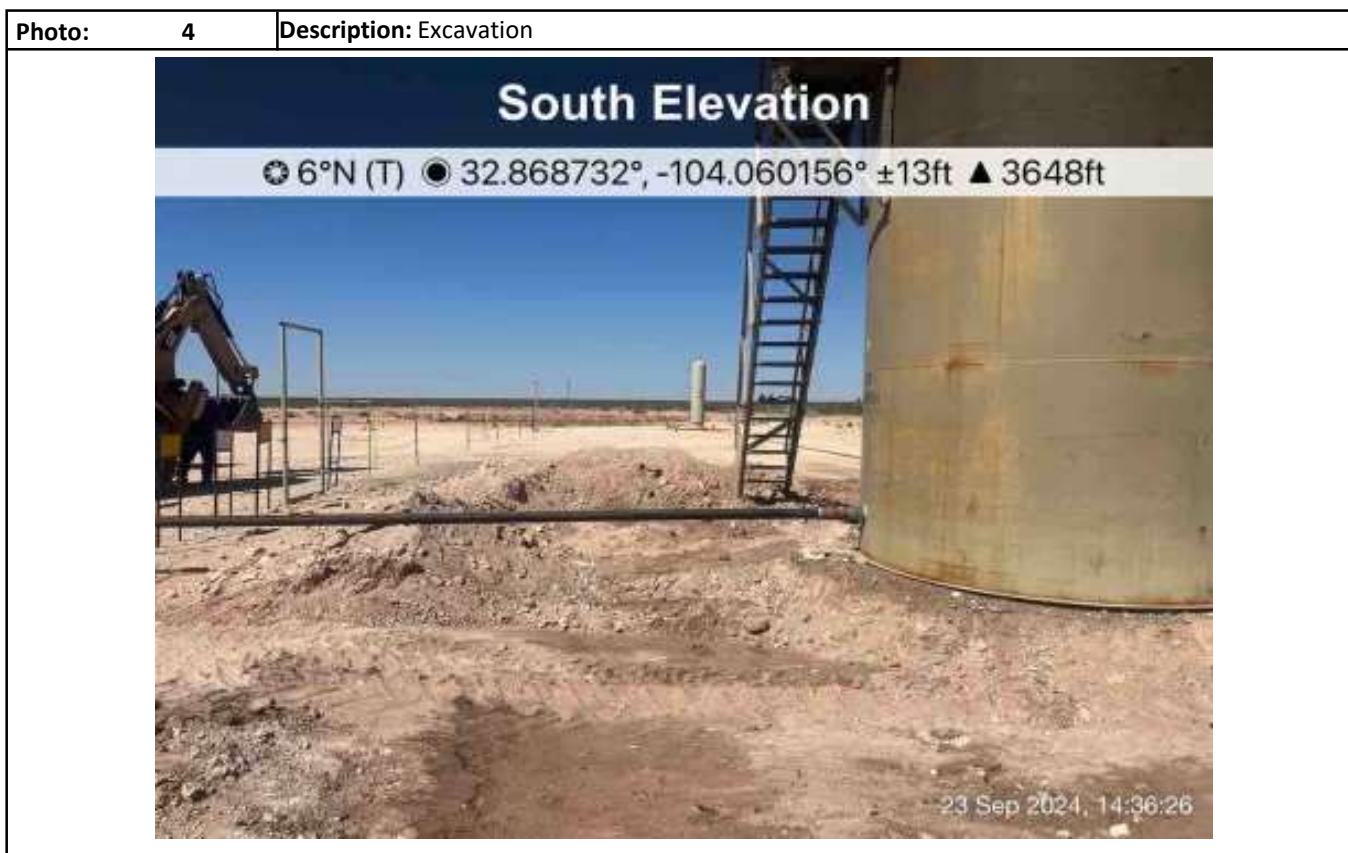 Photo: 4 Description: Excavation
South Elevation
6°N (T) 32.868732°, -104.060156° ±13ft ▲ 3648ft
23 Sep 2024, 14:36:26